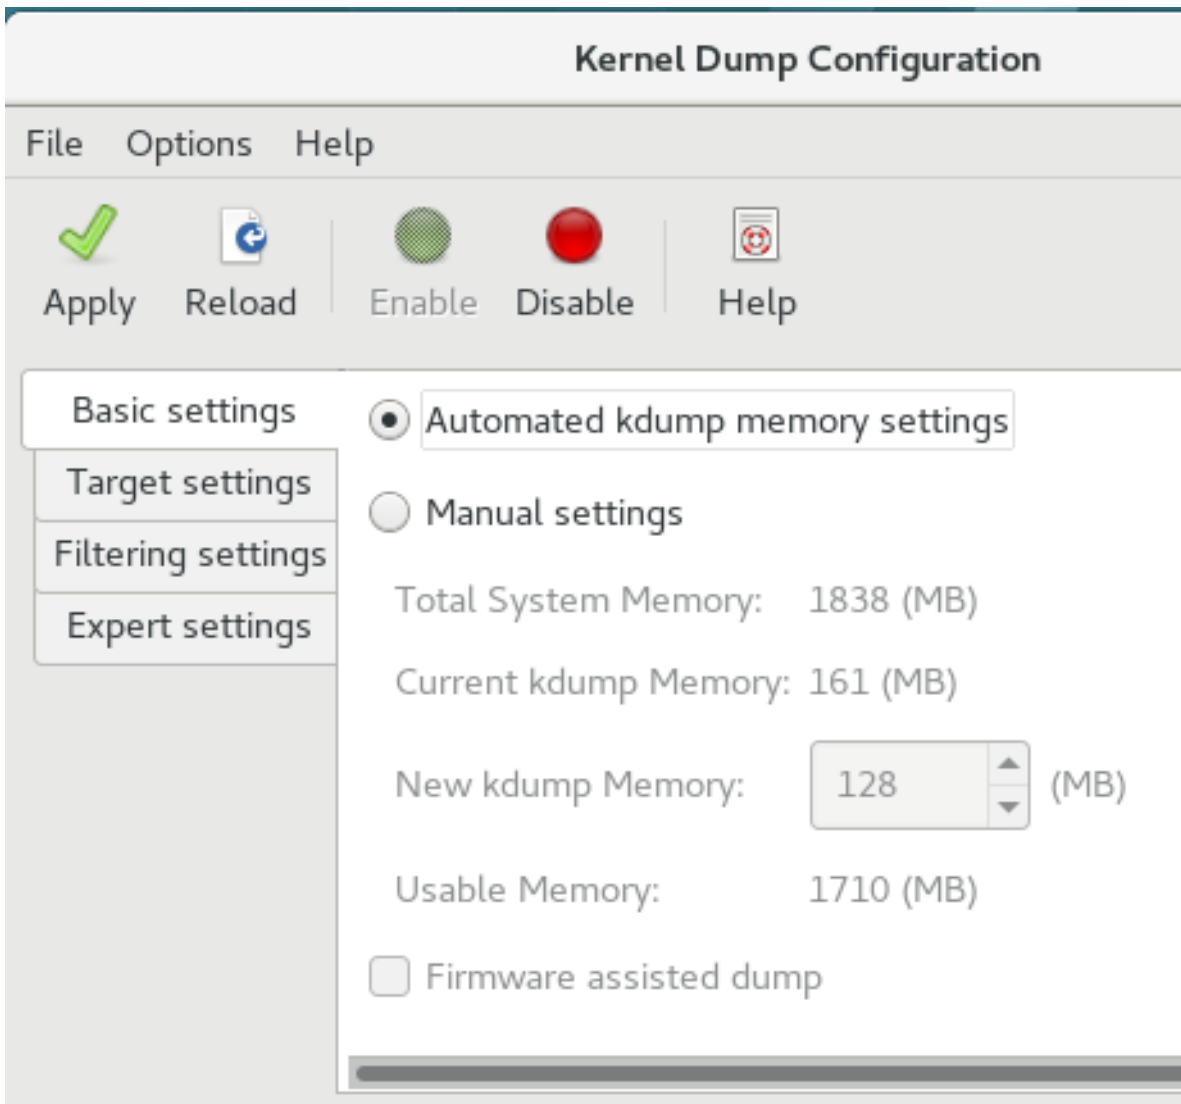 Kernel Dump Configuration
File Options Help
Apply Reload Enable Disable Help
Basic settings
Target settings
Filtering settings
Expert settings
Automated kdump memory settings
Manual settings
Total System Memory: 1838 (MB)
Current kdump Memory: 161 (MB)
New kdump Memory: 128 (MB)
Usable Memory: 1710 (MB)
Firmware assisted dump